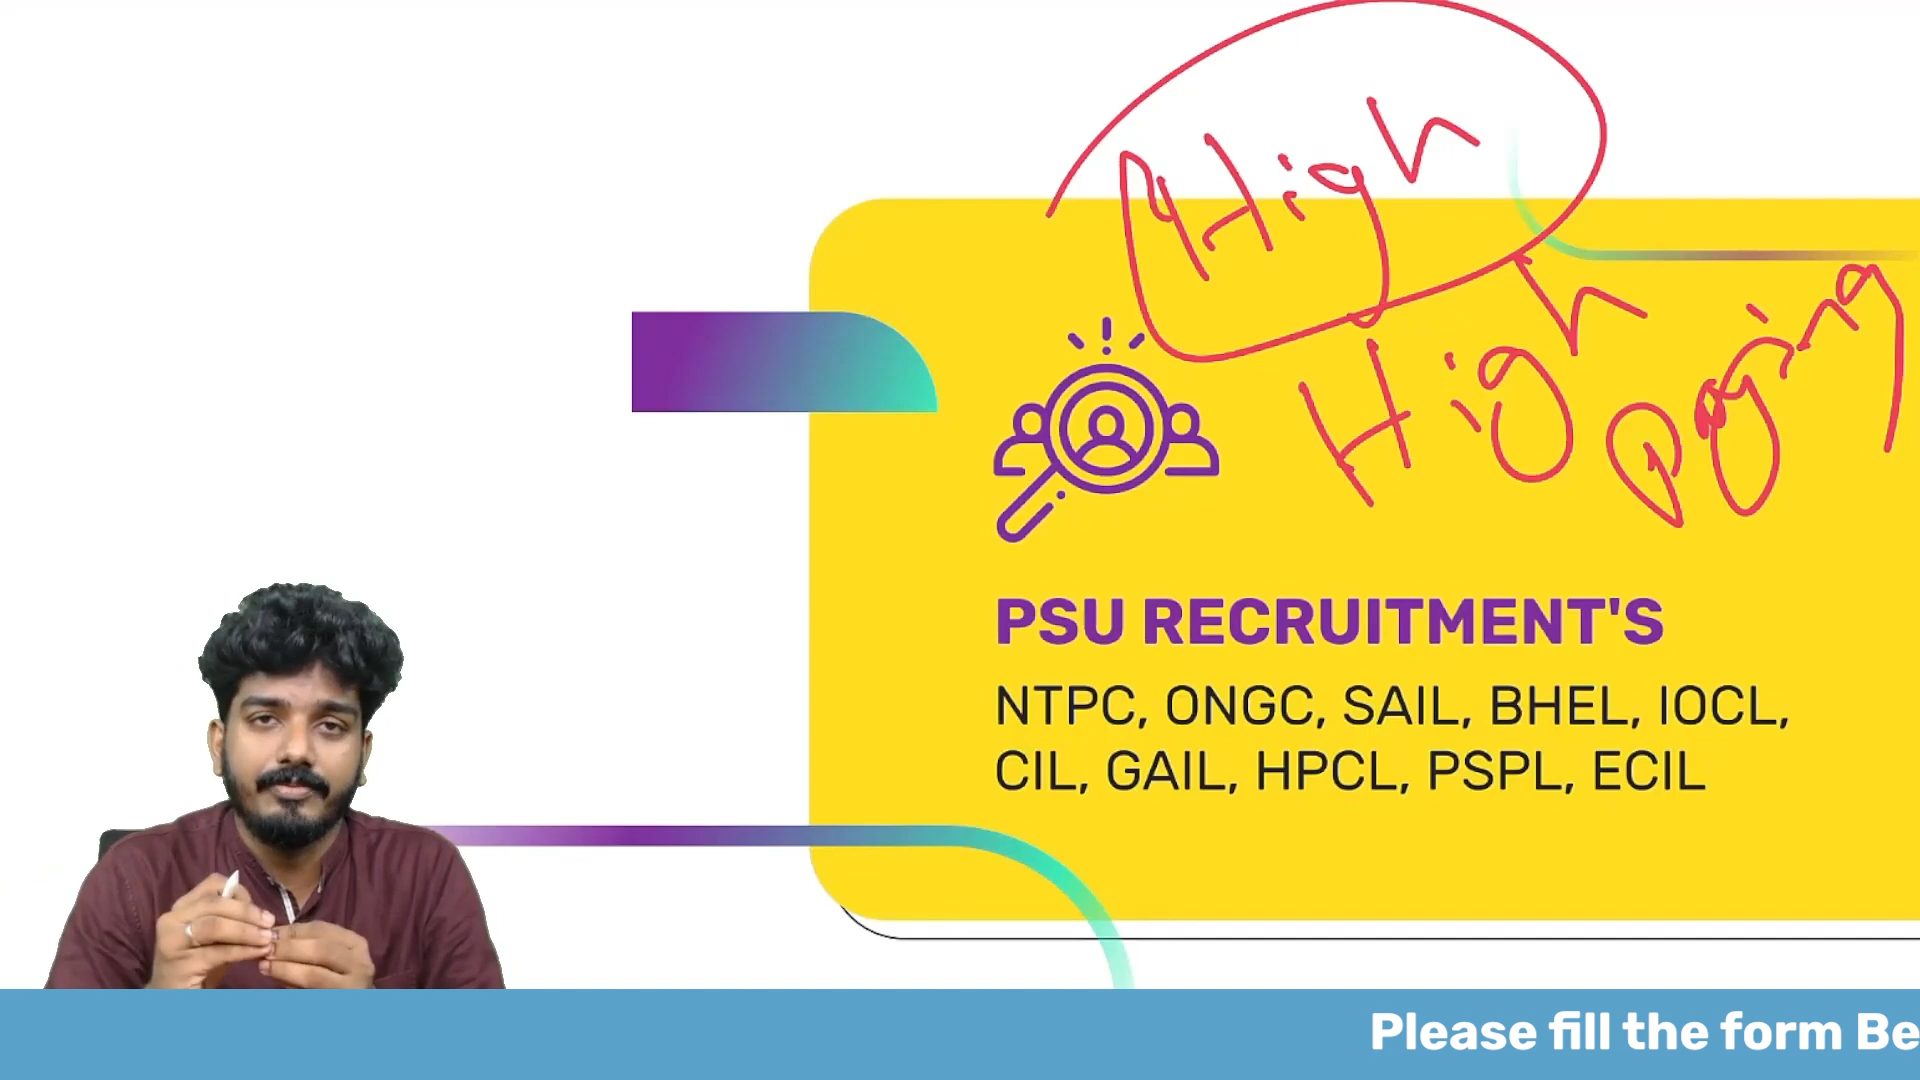 High
High Paying
PSU RECRUITMENT'S
NTPC, ONGC, SAIL, BHEL, IOCL,
CIL, GAIL, HPCL, PSPL, ECIL
Please fill the form Be